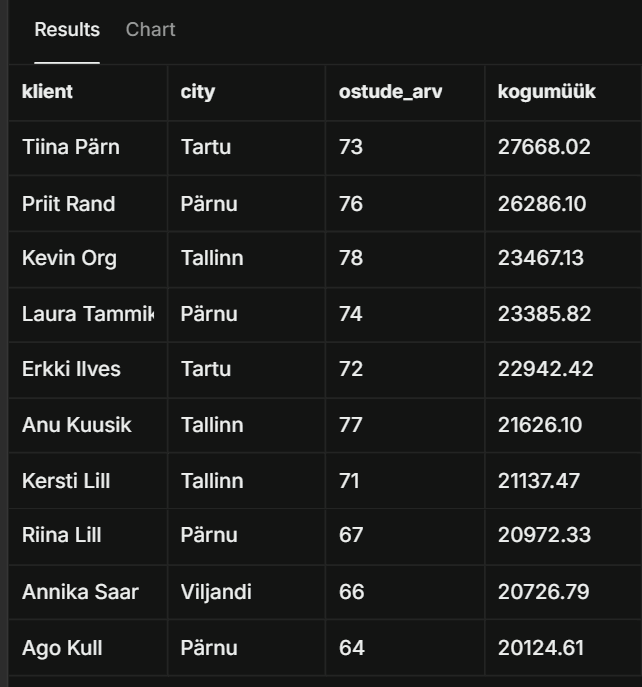 Results Chart
klient city ostude_arv kogumüük
Tiina Pärn Tartu 73 27668.02
Priit Rand Pärnu 76 26286.10
Kevin Org Tallinn 78 23467.13
Laura Tammik Pärnu 74 23385.82
Erkki Ilves Tartu 72 22942.42
Anu Kuusik Tallinn 77 21626.10
Kersti Lill Tallinn 71 21137.47
Riina Lill Pärnu 67 20972.33
Annika Saar Viljandi 66 20726.79
Ago Kull Pärnu 64 20124.61